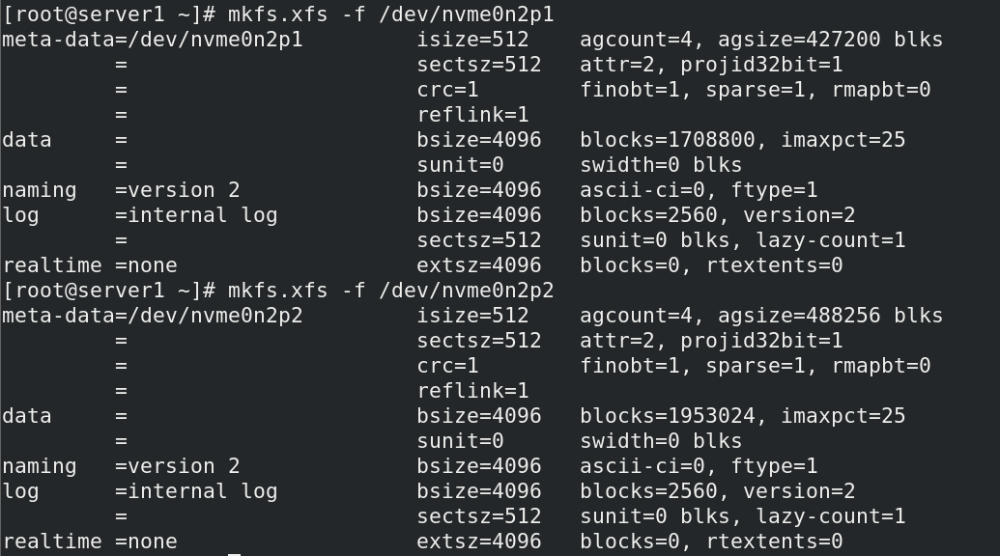 [root@server1 ~]# mkfs.xfs -f /dev/nvme0n2p1
meta-data=/dev/nvme0n2p1         isize=512    agcount=4, agsize=427200 blks
         =                       sectsz=512   attr=2, projid32bit=1
         =                       crc=1        finobt=1, sparse=1, rmapbt=0
         =                       reflink=1
data     =                       bsize=4096   blocks=1708800, imaxpct=25
         =                       sunit=0      swidth=0 blks
naming   =version 2              bsize=4096   ascii-ci=0, ftype=1
log      =internal log           bsize=4096   blocks=2560, version=2
         =                       sectsz=512   sunit=0 blks, lazy-count=1
realtime =none                   extsz=4096   blocks=0, rtextents=0
[root@server1 ~]# mkfs.xfs -f /dev/nvme0n2p2
meta-data=/dev/nvme0n2p2         isize=512    agcount=4, agsize=488256 blks
         =                       sectsz=512   attr=2, projid32bit=1
         =                       crc=1        finobt=1, sparse=1, rmapbt=0
         =                       reflink=1
data     =                       bsize=4096   blocks=1953024, imaxpct=25
         =                       sunit=0      swidth=0 blks
naming   =version 2              bsize=4096   ascii-ci=0, ftype=1
log      =internal log           bsize=4096   blocks=2560, version=2
         =                       sectsz=512   sunit=0 blks, lazy-count=1
realtime =none                   extsz=4096   blocks=0, rtextents=0